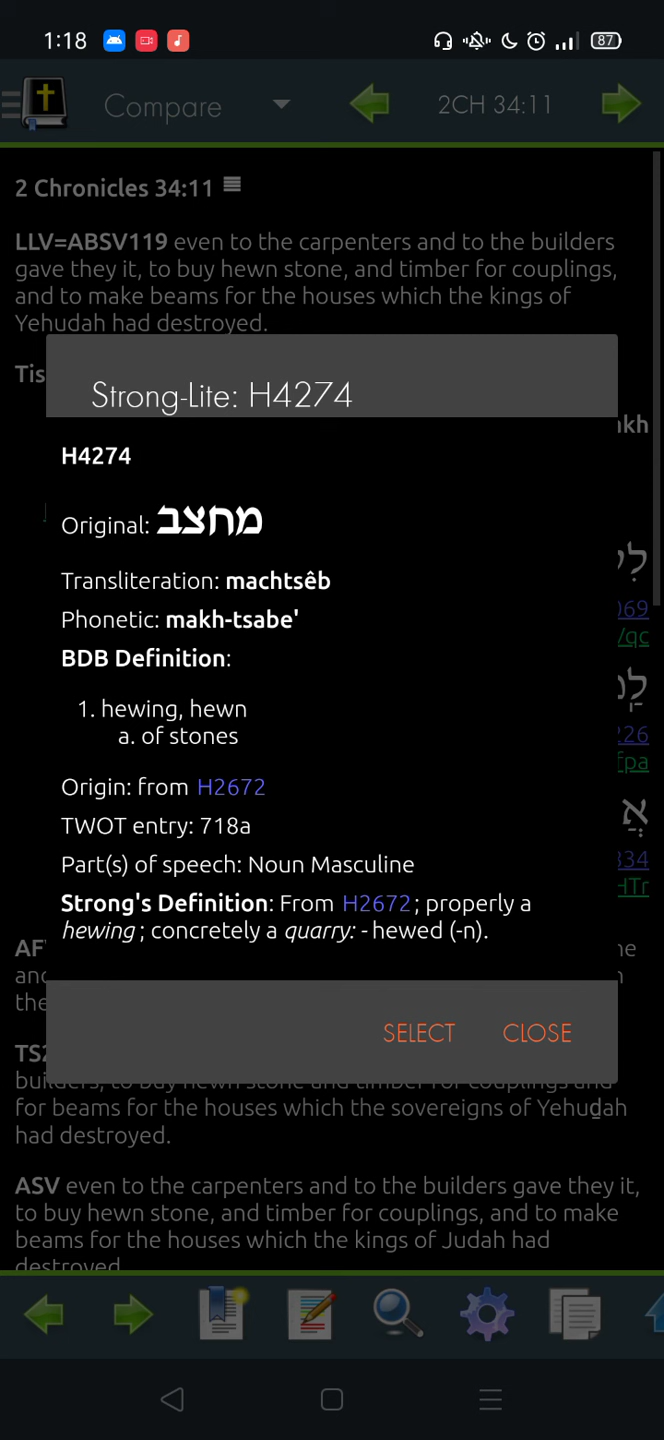 1:18
87
Compare
2CH 34:11
2 Chronicles 34:11
LLV=ABSV119 even to the carpenters and to the builders
gave they it, to buy hewn stone, and timber for couplings,
and to make beams for the houses which the kings of
Yehudah had destroyed.
Tis
Strong-Lite: H4274
H4274
Original: מחצב
Transliteration: machtsêb
Phonetic: makh-tsabe'
BDB Definition:
1. hewing, hewn
a. of stones
Origin: from H2672
TWOT entry: 718a
Part(s) of speech: Noun Masculine
Strong's Definition: From H2672; properly a
hewing; concretely a quarry: - hewed (-n).
SELECT CLOSE
for beams for the houses which the sovereigns of Yehuḏah
had destroyed.
ASV even to the carpenters and to the builders gave they it,
to buy hewn stone, and timber for couplings, and to make
beams for the houses which the kings of Judah had
destroyed